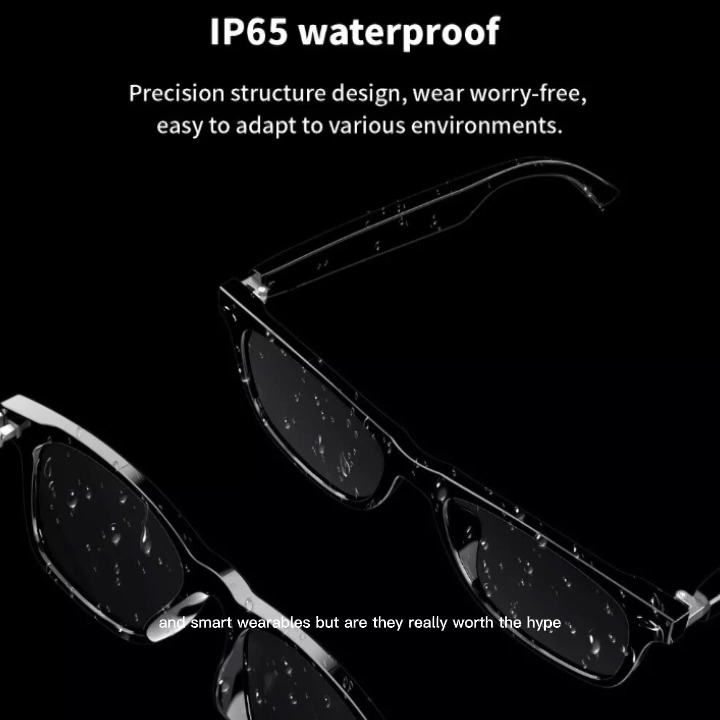 IP65 waterproof
Precision structure design, wear worry-free,
easy to adapt to various environments.
and smart wearables but are they really worth the hype